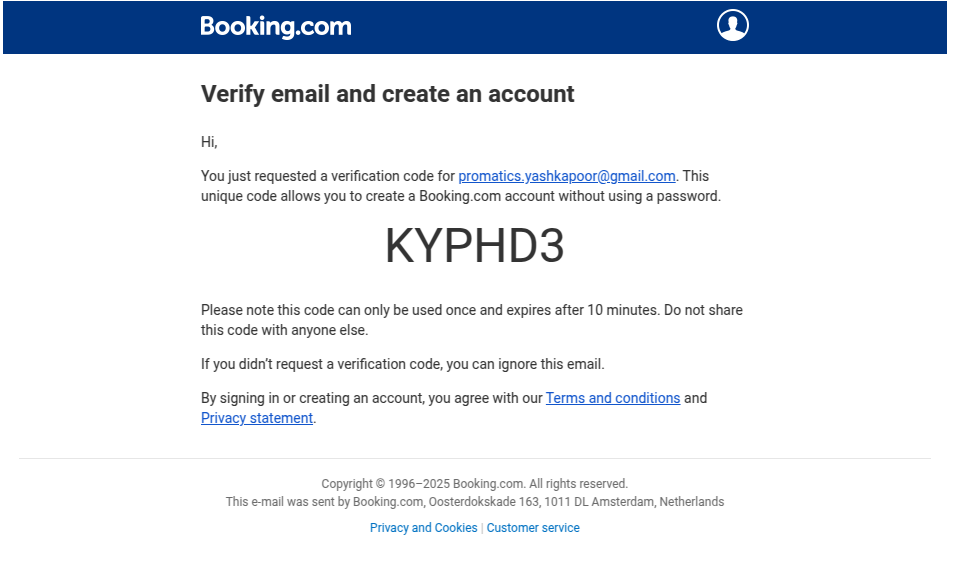 Booking.com
Verify email and create an account
Hi,
You just requested a verification code for promatics.yashkapoor@gmail.com. This
unique code allows you to create a Booking.com account without using a password.
KYPHD3
Please note this code can only be used once and expires after 10 minutes. Do not share
this code with anyone else.
If you didn’t request a verification code, you can ignore this email.
By signing in or creating an account, you agree with our Terms and conditions and
Privacy statement.
Copyright © 1996–2025 Booking.com. All rights reserved.
This e-mail was sent by Booking.com, Oosterdokskade 163, 1011 DL Amsterdam, Netherlands
Privacy and Cookies | Customer service